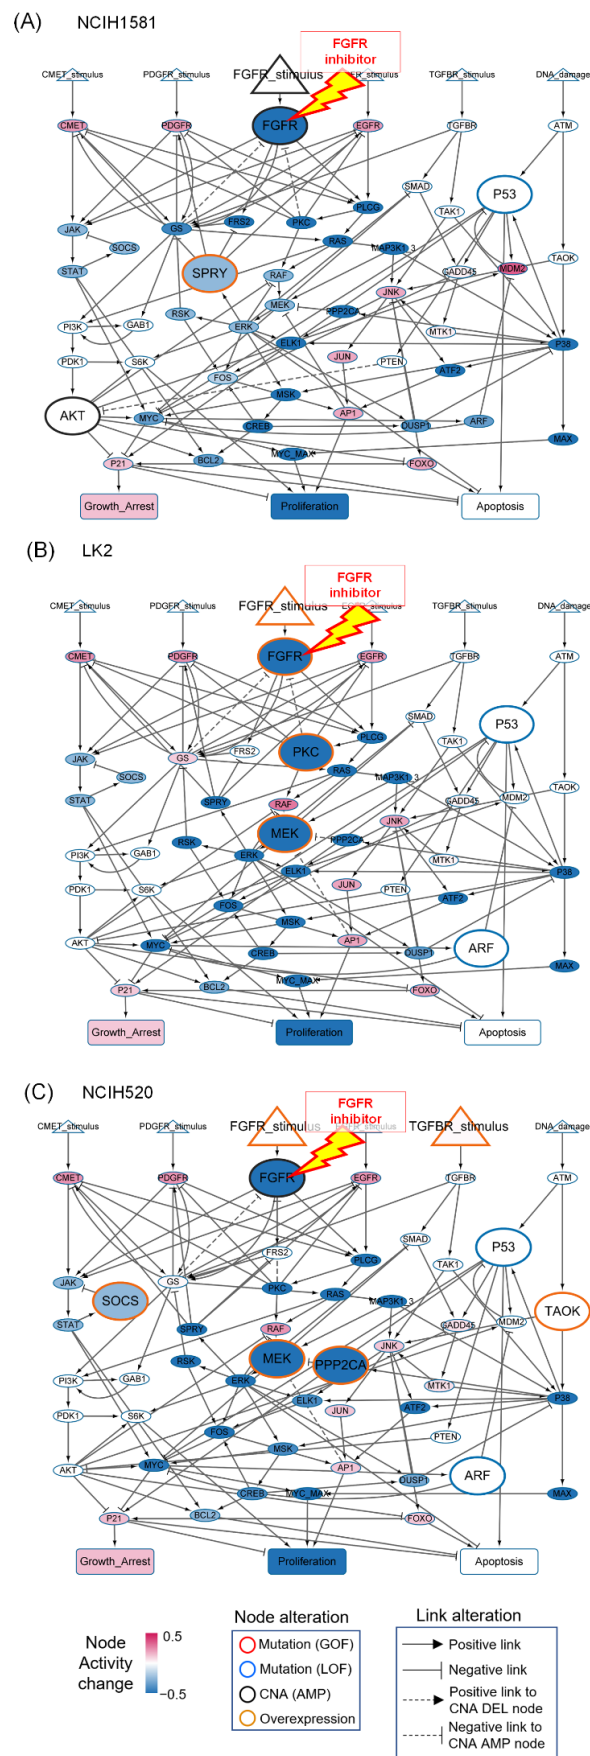 (A) NCIH1581
FGFR
inhibitor
CMET_stimulus PDGFR_stimulus FGFR_stimulus FR_stimulus TGFBR_stimulus DNA_damage
CMET PDGFR FGFR EGFR TGFBR ATM
SMAD P53
PLCG
JAK GS FRS2 PKC TAK1
RAS MAP3K1_3
SOCS
STAT SPRY RAF GADD45 MDM2 TAOK
JNK
MEK
PI3K GAB1 RSK ERK PPP2CA MTK1
ELK1 P38
JUN
PDK1 S6K PTEN ATF2
FOS
MSK
AKT MYC CREB AP1 DUSP1 ARF
MAX
P21 BCL2 MYC_MAX FOXO
Growth_Arrest Proliferation Apoptosis
(B) LK2
FGFR
inhibitor
CMET_stimulus PDGFR_stimulus FGFR_stimulus EGFR_stimulus TGFBR_stimulus DNA_damage
CMET PDGFR FGFR EGFR TGFBR ATM
SMAD P53
PLCG
JAK GS FRS2 PKC TAK1
RAS MAP3K1_3
SOCS
STAT SPRY RAF GADD45 MDM2 TAOK
JNK
MEK
RSK PPP2CA
PI3K GAB1 ERK MTK1
ELK1 P38
JUN
PDK1 S6K PTEN ATF2
FOS
MSK
AKT MYC CREB AP1 DUSP1 ARF
MAX
P21 BCL2 MYC_MAX FOXO
Growth_Arrest Proliferation Apoptosis
(C) NCIH520
FGFR
inhibitor
CMET_stimulus PDGFR_stimulus FGFR_stimulus TGFBR_stimulus DNA_damage
CMET PDGFR FGFR EGFR TGFBR ATM
SMAD P53
FRS2 PLCG
TAK1
JAK GS PKC RAS
SOCS MAP3K1_3 TAOK
STAT SPRY RAF GADD45 MDM2
JNK
RSK MEK PPP2CA
PI3K GAB1 ERK MTK1
ELK1 P38
JUN ATF2
PDK1 S6K
FOS PTEN
MSK
AKT MYC AP1 DUSP1 ARF
CREB MYC_MAX MAX
P21 BCL2 FOXO
Growth_Arrest Proliferation Apoptosis
Node
Activity
change
0.5
−0.5
Node alteration
Mutation (GOF)
Mutation (LOF)
CNA (AMP)
Overexpression
Link alteration
Positive link
Negative link
Positive link to
CNA DEL node
Negative link to
CNA AMP node